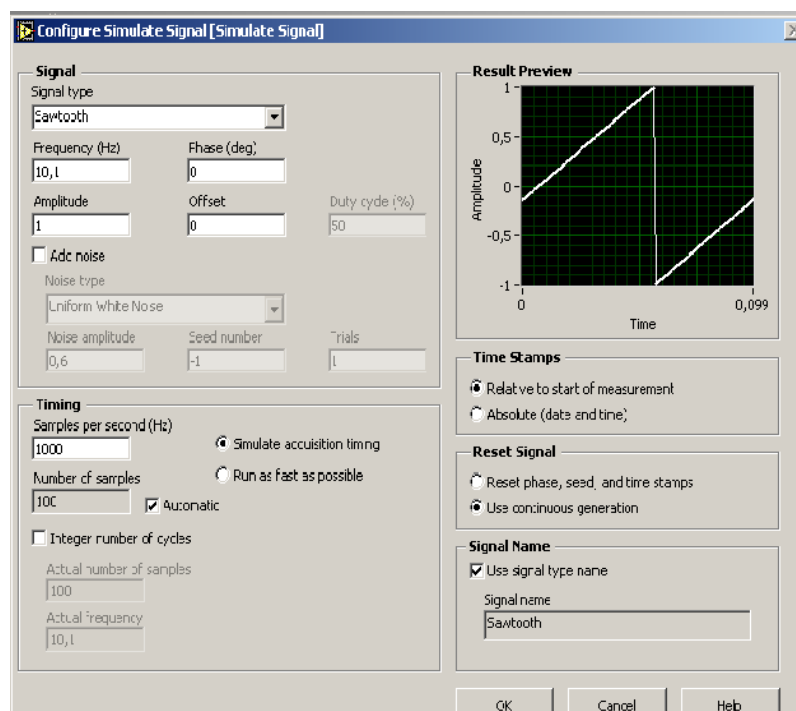 Configure Simulate Signal [Simulate Signal]
Signal
Signal type
Sawtooth
Frequency (Hz)
Phase (deg)
10,1
0
Amplitude
Offset
Duty cycle (%)
1
0
50
Add noise
Noise type
Uniform White Noise
Noise amplitude
Seed number
Trials
0,6
-1
1
Timing
Samples per second (Hz)
1000
Simulate acquisition timing
Run as fast as possible
Number of samples
100
Automatic
Integer number of cycles
Actual number of samples
100
Actual frequency
10,1
Result Preview
Amplitude
1
0,5
0
-0,5
-1
0
0,099
Time
Time Stamps
Relative to start of measurement
Absolute (date and time)
Reset Signal
Reset phase, seed, and time stamps
Use continuous generation
Signal Name
Use signal type name
Signal name
Sawtooth
OK
Cancel
Help